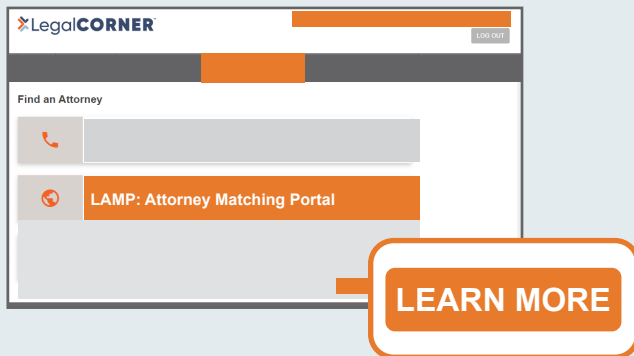 LegalCORNER
LOG OUT
Find an Attorney
LAMP: Attorney Matching Portal
LEARN MORE